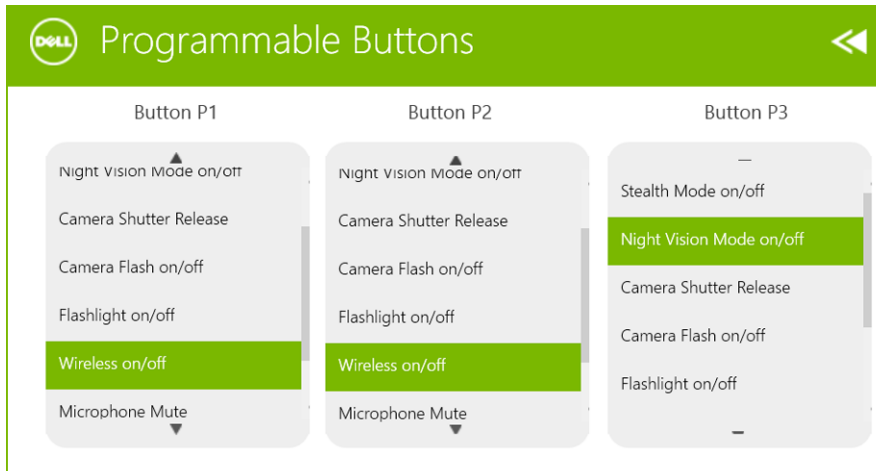 DELL
Programmable Buttons
Button P1
Night Vision Mode on/off
Camera Shutter Release
Camera Flash on/off
Flashlight on/off
Wireless on/off
Microphone Mute
Button P2
Night Vision Mode on/off
Camera Shutter Release
Camera Flash on/off
Flashlight on/off
Wireless on/off
Microphone Mute
Button P3
Stealth Mode on/off
Night Vision Mode on/off
Camera Shutter Release
Camera Flash on/off
Flashlight on/off